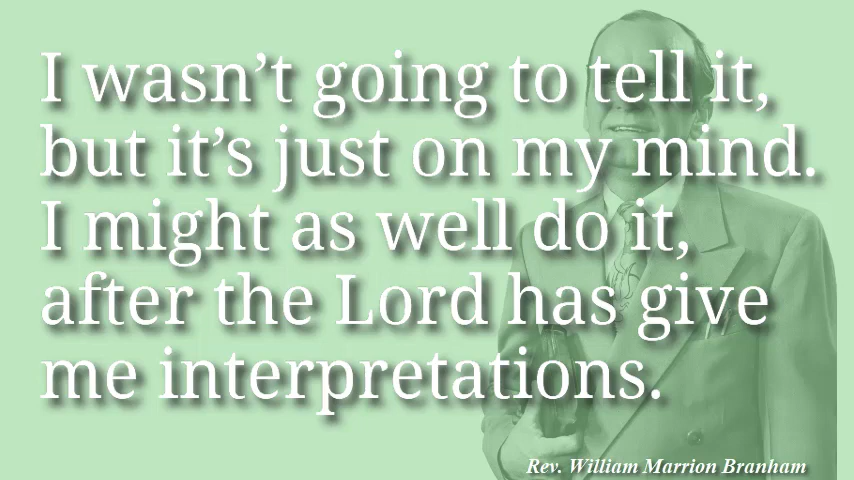 I wasn’t going to tell it,
but it’s just on my mind.
I might as well do it,
after the Lord has give
me interpretations.
Rev. William Marrion Branham